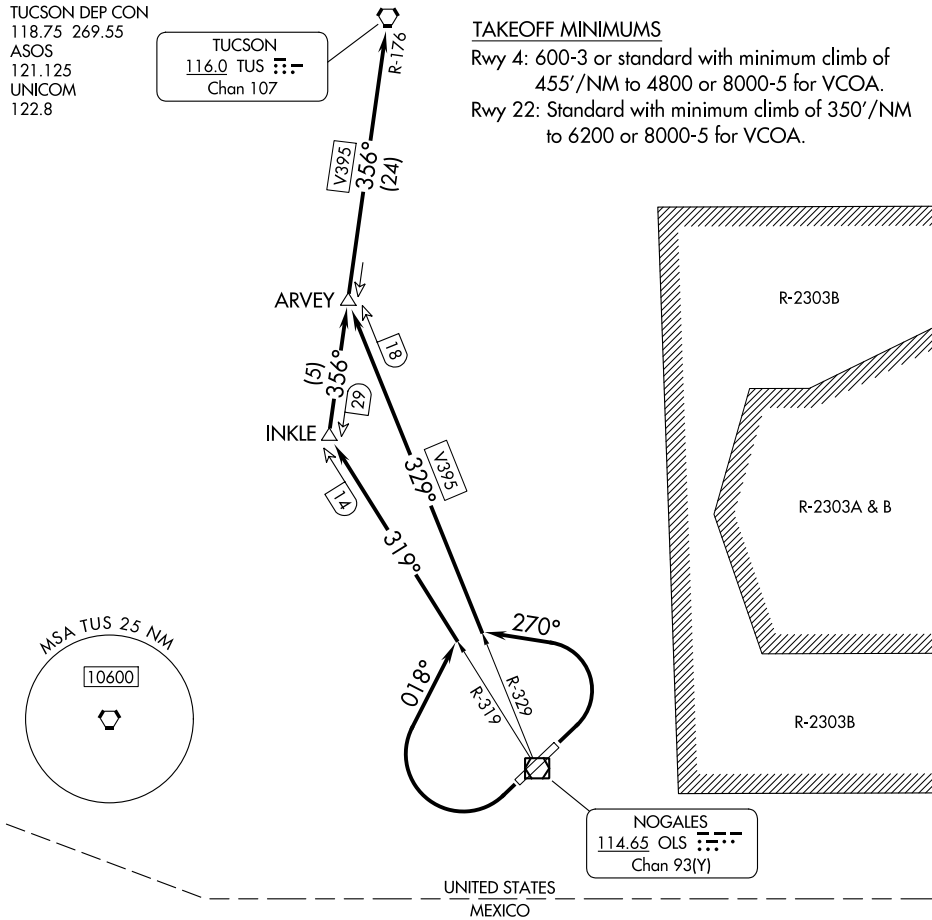 TUCSON DEP CON
118.75 269.55
ASOS
121.125
UNICOM
122.8
TUCSON
116.0 TUS
Chan 107
R-176
TAKEOFF MINIMUMS
Rwy 4: 600-3 or standard with minimum climb of
455'/NM to 4800 or 8000-5 for VCOA.
Rwy 22: Standard with minimum climb of 350'/NM
to 6200 or 8000-5 for VCOA.
V395
356°
(24)
R-2303B
ARVEY
18
(5)
356°
29
INKLE
14
V395
329°
319°
R-2303A & B
MSA TUS 25 NM
10600
270°
018°
R-319
R-329
R-2303B
NOGALES
114.65 OLS
Chan 93(Y)
UNITED STATES
MEXICO